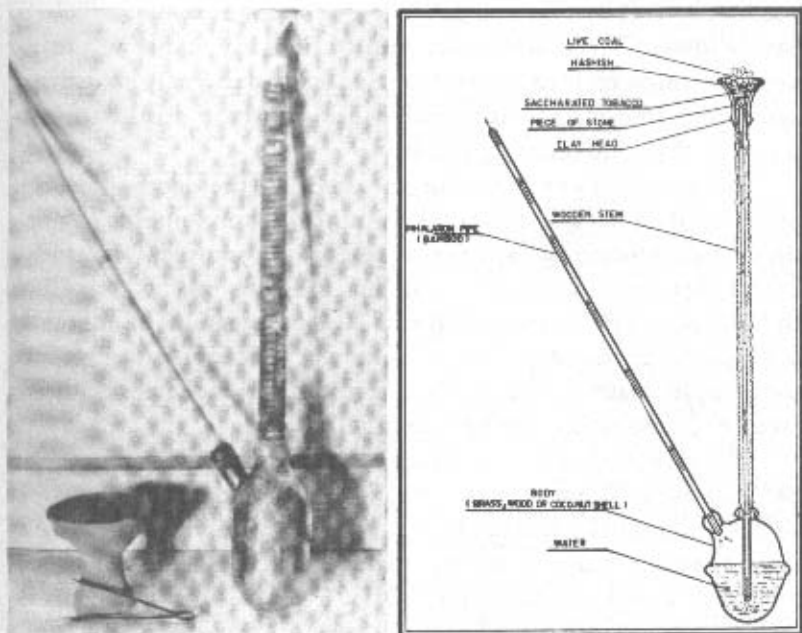 LIVE COAL
HASHISH
SACCHARATED TOBACCO
PIECE OF STONE
CLAY HEAD
WOODEN STEM
INHALATION PIPE
(BAMBOO)
BODY
(BRASS, WOOD OR COCONUT SHELL)
WATER